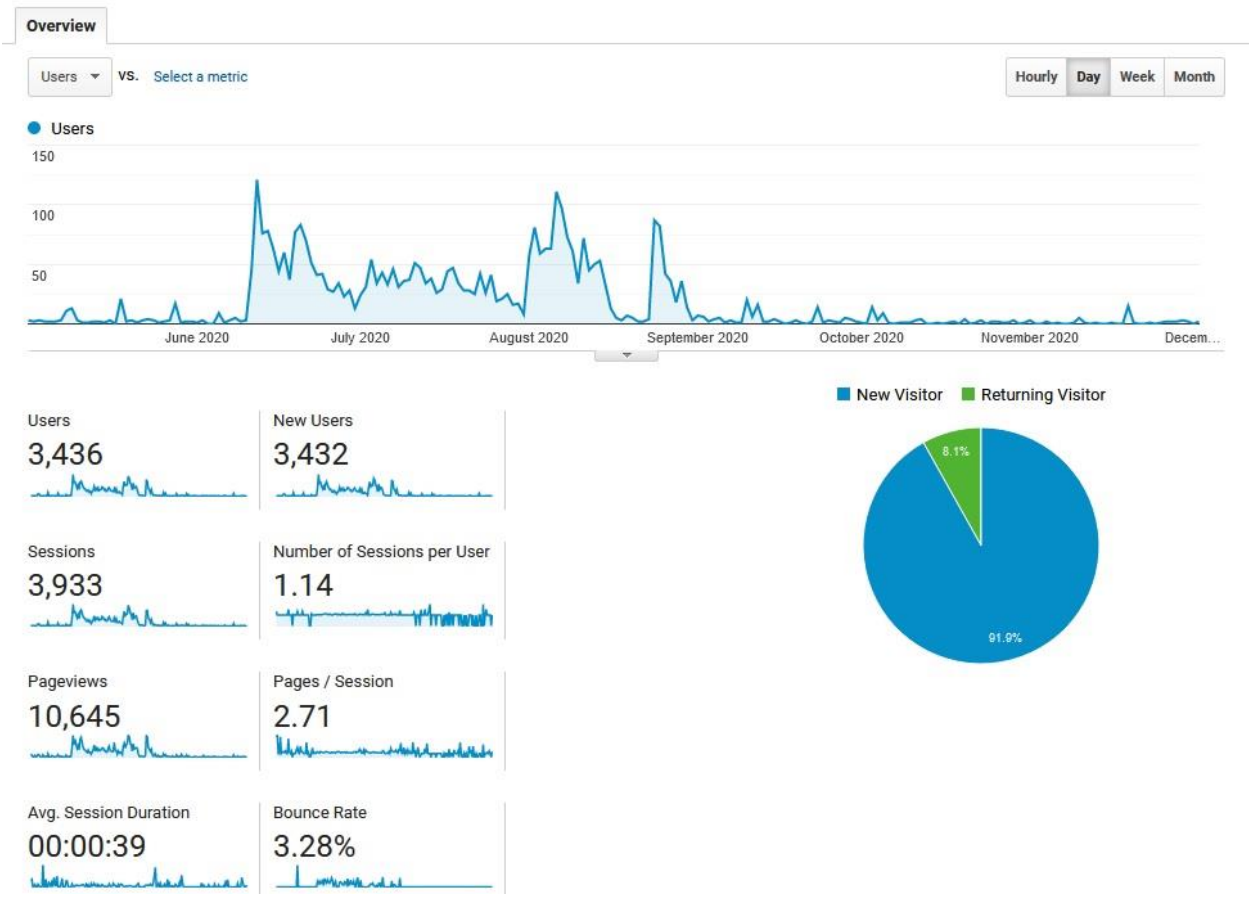 Overview
Users VS. Select a metric Hourly Day Week Month
Users
150
100
50
June 2020 July 2020 August 2020 September 2020 October 2020 November 2020 Decem...
New Visitor Returning Visitor
Users New Users
3,436 3,432
8.1%
Sessions Number of Sessions per User
3,933 1.14
91.9%
Pageviews Pages / Session
10,645 2.71
Avg. Session Duration Bounce Rate
00:00:39 3.28%